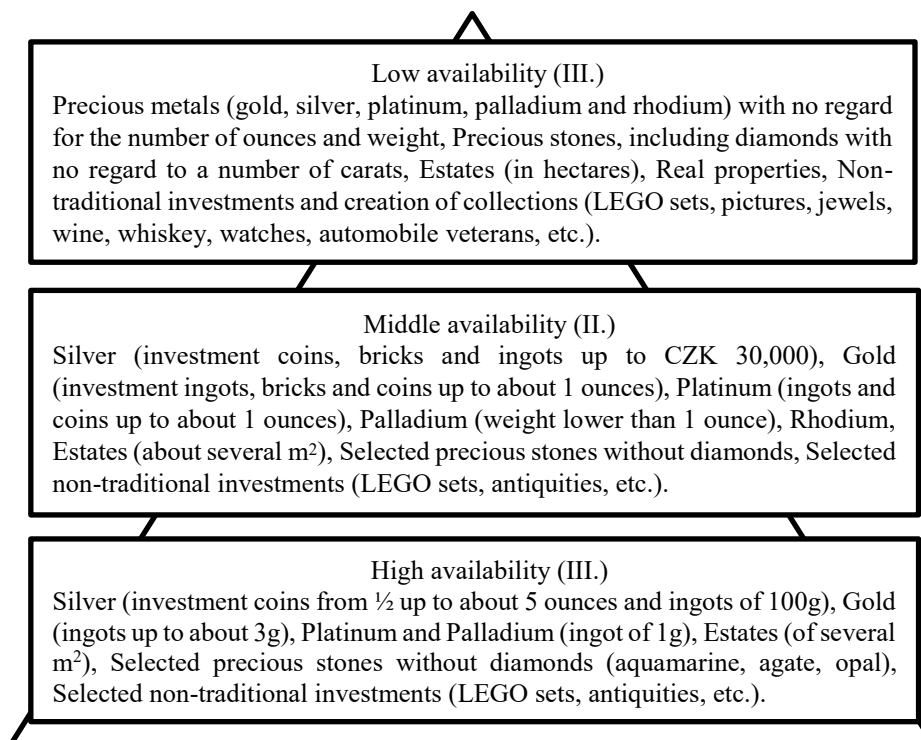 Low availability (III.)
Precious metals (gold, silver, platinum, palladium and rhodium) with no regard
for the number of ounces and weight, Precious stones, including diamonds with
no regard to a number of carats, Estates (in hectares), Real properties, Non-
traditional investments and creation of collections (LEGO sets, pictures, jewels,
wine, whiskey, watches, automobile veterans, etc.).
Middle availability (II.)
Silver (investment coins, bricks and ingots up to CZK 30,000), Gold
(investment ingots, bricks and coins up to about 1 ounces), Platinum (ingots and
coins up to about 1 ounces), Palladium (weight lower than 1 ounce), Rhodium,
Estates (about several m²), Selected precious stones without diamonds, Selected
non-traditional investments (LEGO sets, antiquities, etc.).
High availability (III.)
Silver (investment coins from ½ up to about 5 ounces and ingots of 100g), Gold
(ingots up to about 3g), Platinum and Palladium (ingot of 1g), Estates (of several
m²), Selected precious stones without diamonds (aquamarine, agate, opal),
Selected non-traditional investments (LEGO sets, antiquities, etc.).